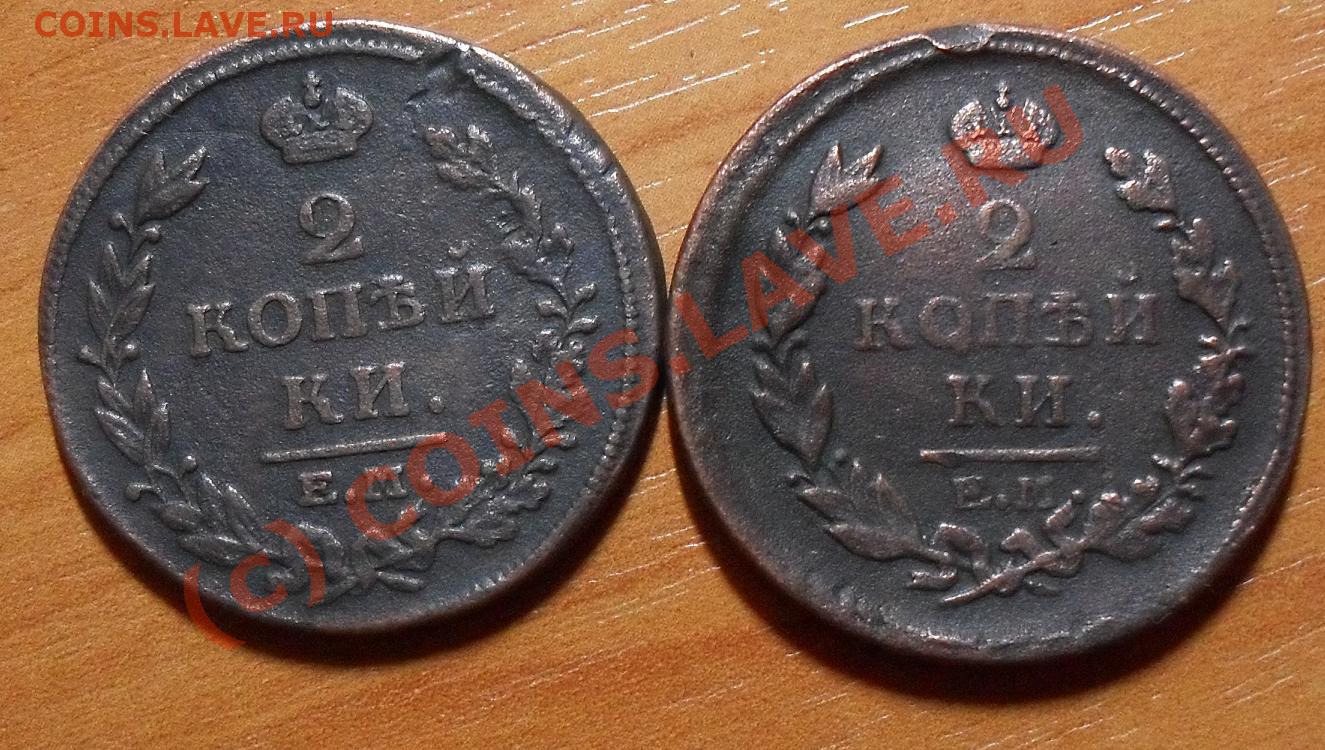 COINS.LAVE.RU
2
КОПѢЙ
КИ.
Е.М
2
КОПѢЙ
КИ.
Е.М.
(c) COINS.LAVE.RU